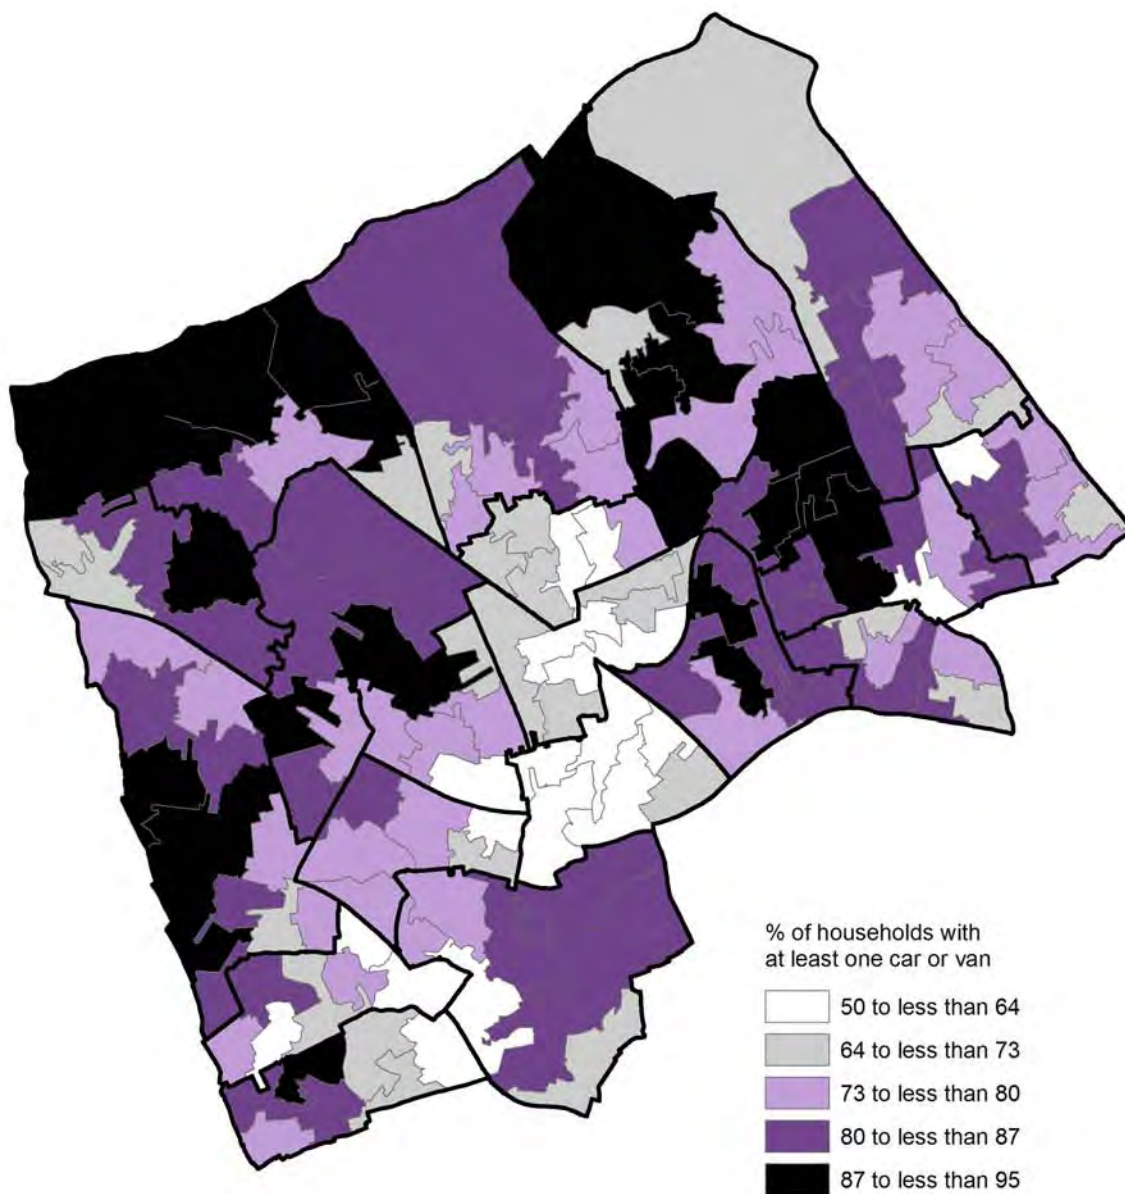 % of households with
at least one car or van
50 to less than 64
64 to less than 73
73 to less than 80
80 to less than 87
87 to less than 95